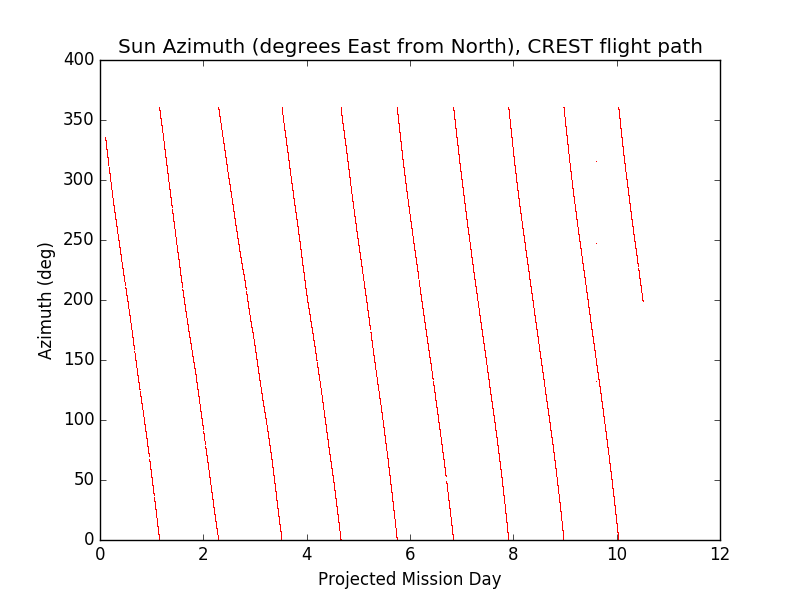 Sun Azimuth (degrees East from North), CREST flight path
400
350
300
250
200
150
100
50
0
Azimuth (deg)
0 2 4 6 8 10 12
Projected Mission Day